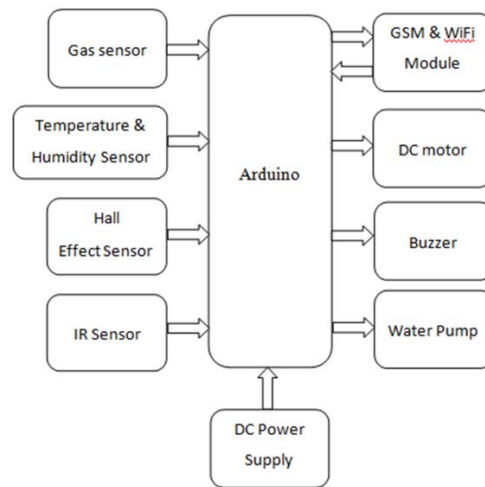 Gas sensor
Temperature &
Humidity Sensor
Hall
Effect Sensor
IR Sensor
Arduino
GSM & WiFi
Module
DC motor
Buzzer
Water Pump
DC Power
Supply